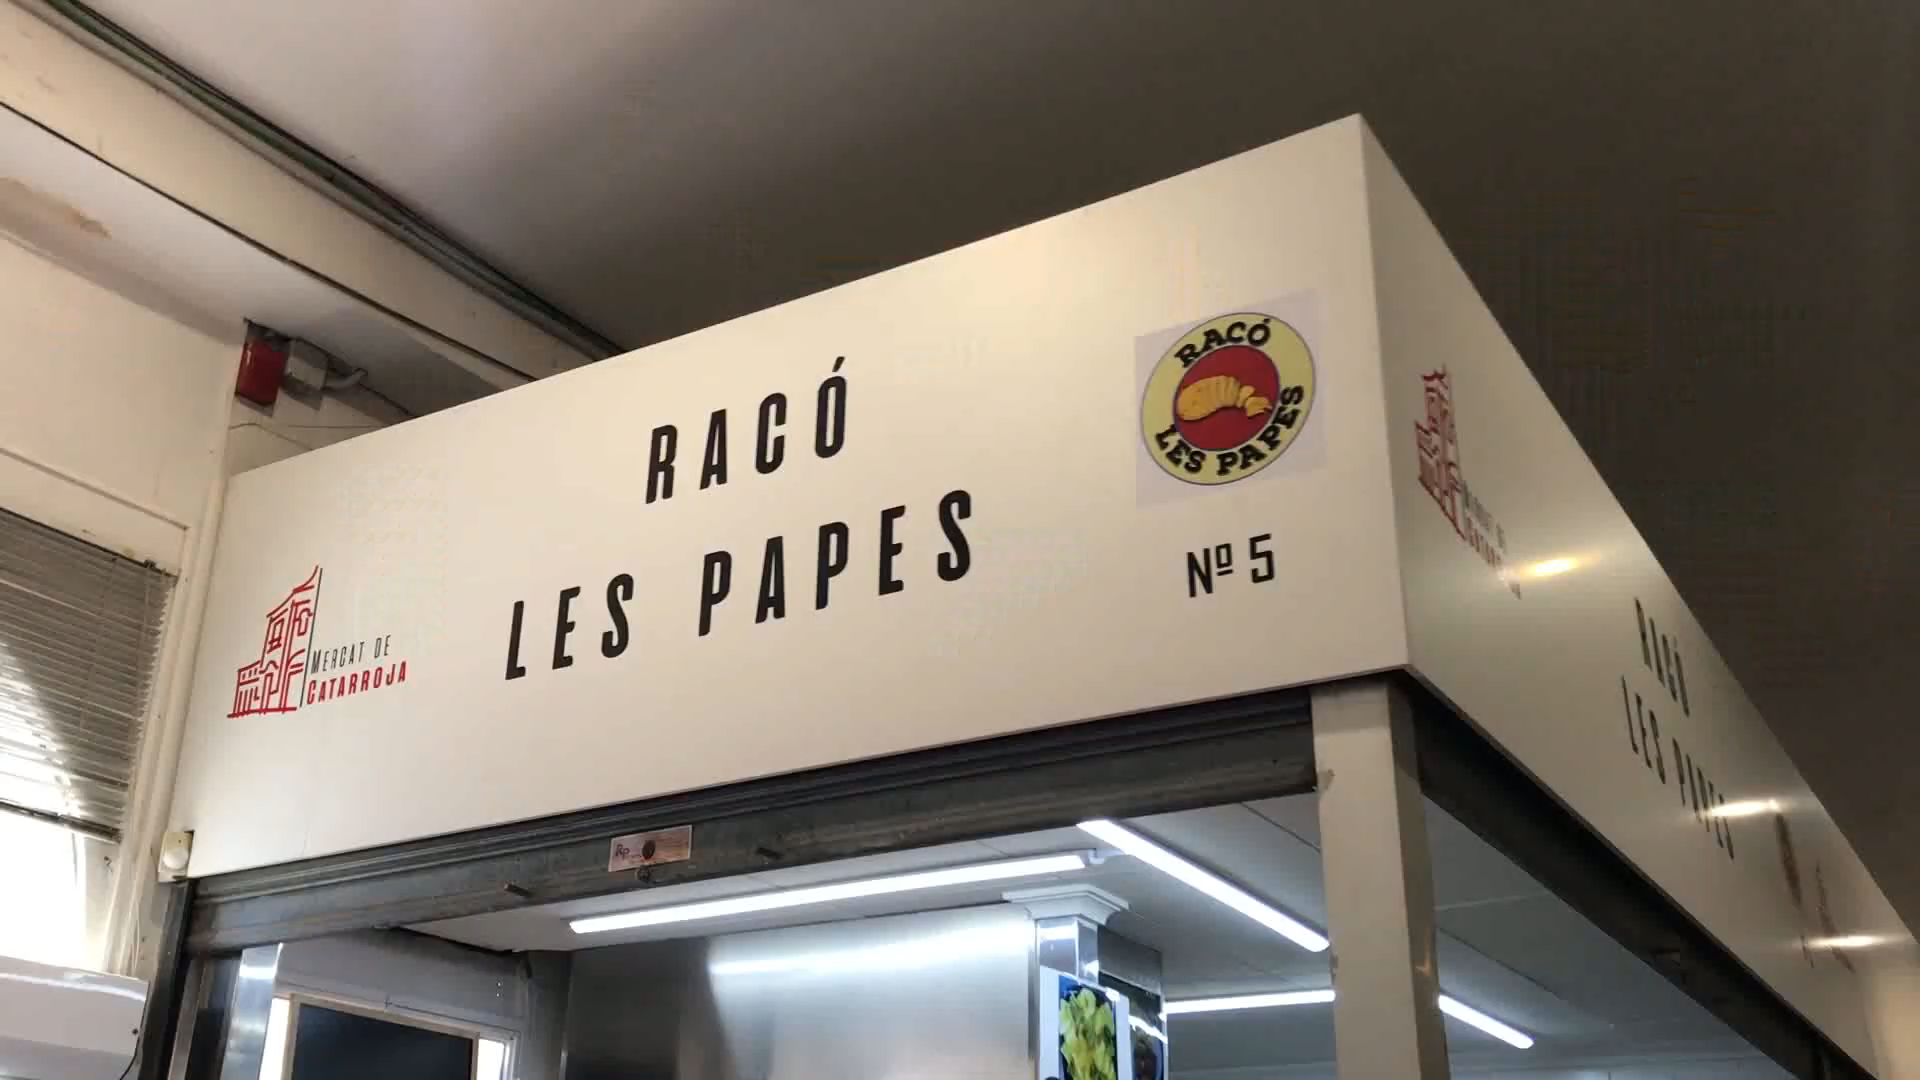 RACÓ
LES PAPES
RACÓ
LES PAPES
Nº 5
MERCAT DE
CATARROJA
RACÓ
LES PAPES